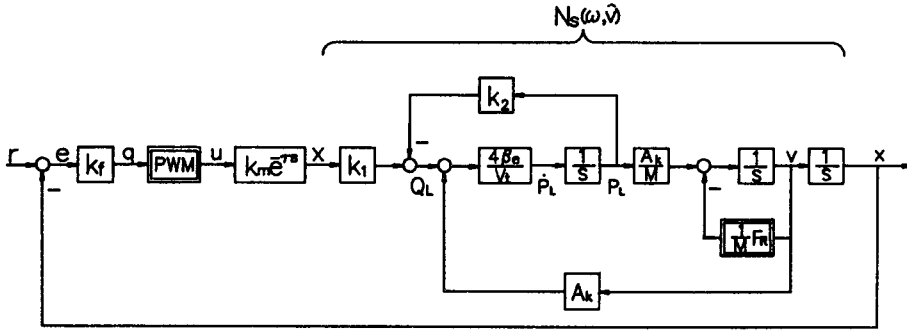 Ns(ω,v̂)
k2
r e kf q PWM u kme^-τs x k1 QL 4βe/Vt ṖL 1/s PL Ak/M 1/s v 1/s x
1/M FR
Ak